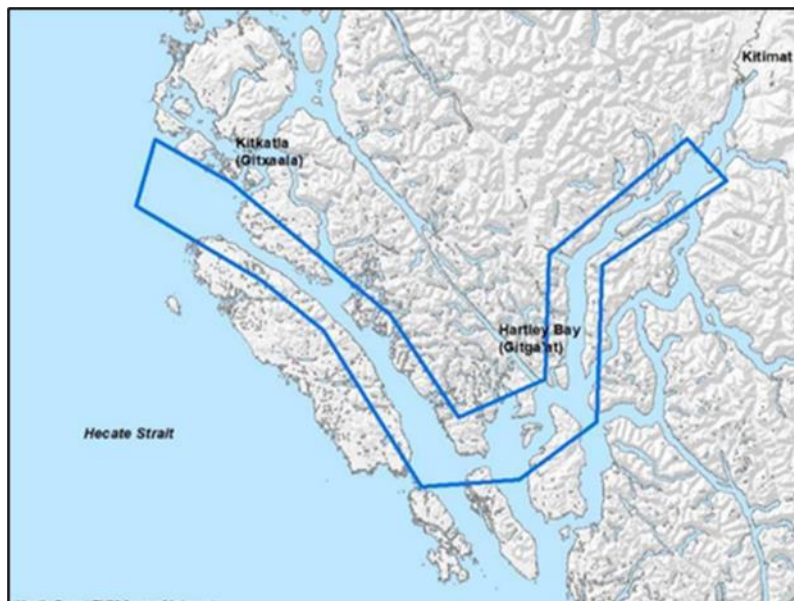 Kitimat
Kitkatla
(Gitxaala)
Hartley Bay
(Gitga'at)
Hecate Strait